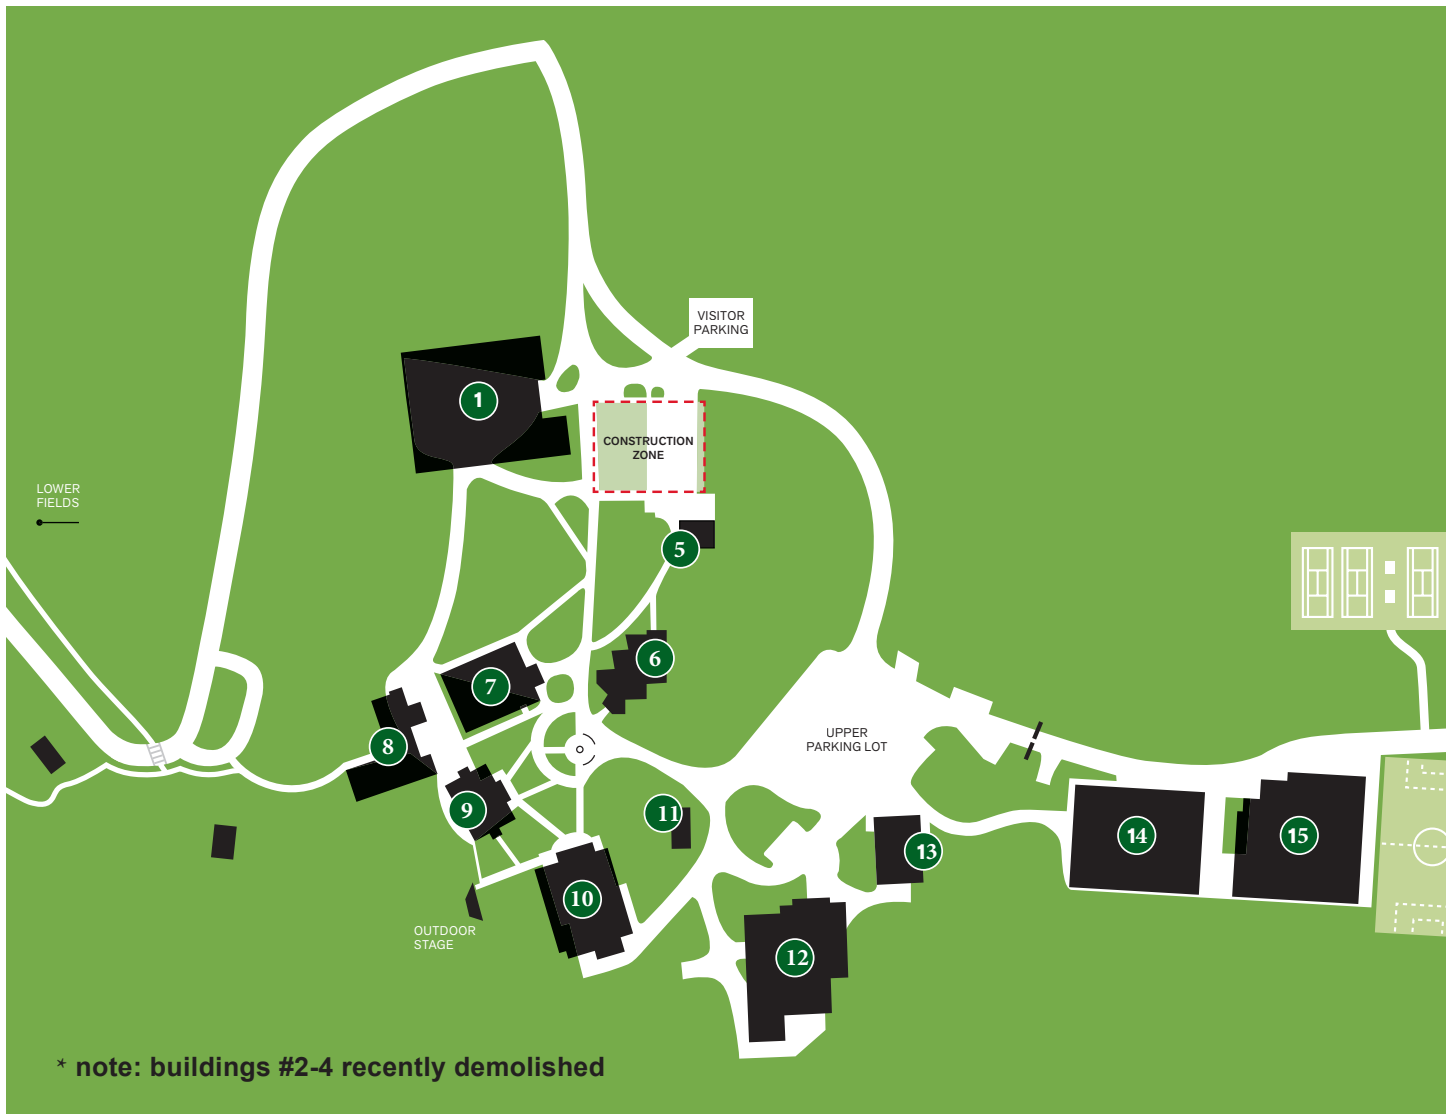 VISITOR
PARKING
1
CONSTRUCTION
ZONE
LOWER
FIELDS
5
6
7
8
UPPER
PARKING LOT
9
11
14
15
13
10
OUTDOOR
STAGE
12
* note: buildings #2-4 recently demolished